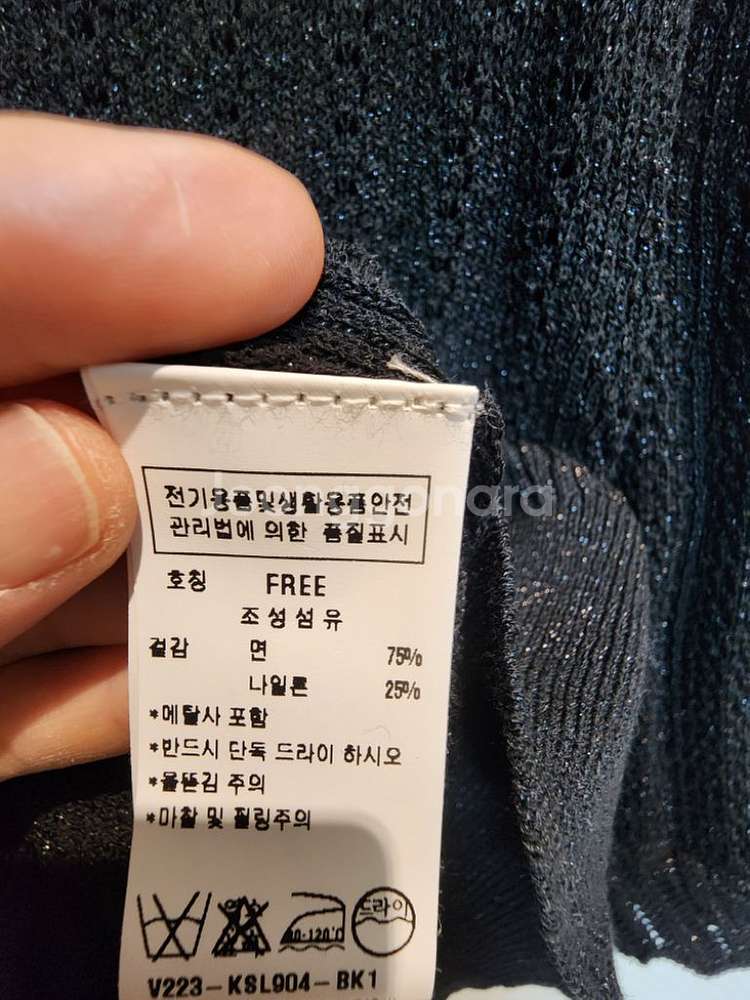 전기용품및생활용품안전
관리법에 의한 품질표시
호칭 FREE
조성섬유
겉감 면 75%
나일론 25%
*메탈사 포함
*반드시 단독 드라이 하시오
*올뜯김 주의
*마찰 및 필링주의
드라이
80-120℃
V223-KSL904-BK1
joonggonara